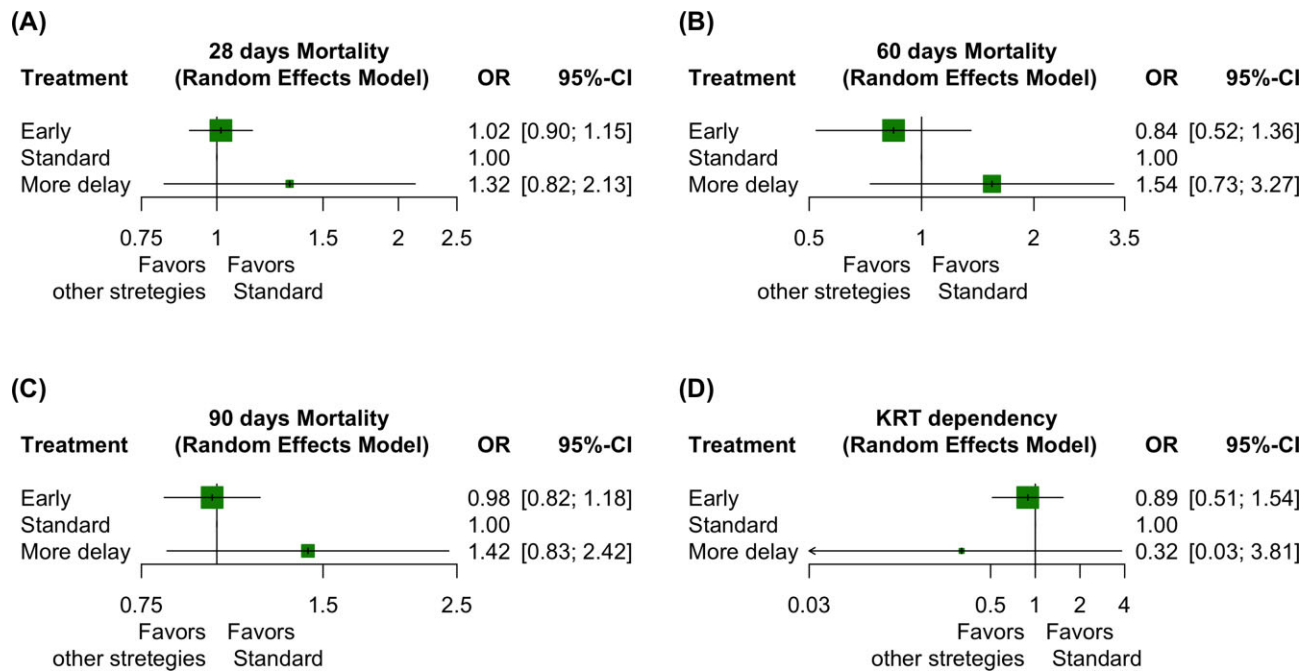 (A)
28 days Mortality
Treatment (Random Effects Model) OR 95%-CI
Early 1.02 [0.90; 1.15]
Standard 1.00
More delay 1.32 [0.82; 2.13]
0.75 1 1.5 2 2.5
Favors Favors
other stretegies Standard
(B)
60 days Mortality
Treatment (Random Effects Model) OR 95%-CI
Early 0.84 [0.52; 1.36]
Standard 1.00
More delay 1.54 [0.73; 3.27]
0.5 1 2 3.5
Favors Favors
other stretegies Standard
(C)
90 days Mortality
Treatment (Random Effects Model) OR 95%-CI
Early 0.98 [0.82; 1.18]
Standard 1.00
More delay 1.42 [0.83; 2.42]
0.75 1.5 2.5
Favors Favors
other stretegies Standard
(D)
KRT dependency
Treatment (Random Effects Model) OR 95%-CI
Early 0.89 [0.51; 1.54]
Standard 1.00
More delay 0.32 [0.03; 3.81]
0.03 0.5 1 2 4
Favors Favors
other stretegies Standard